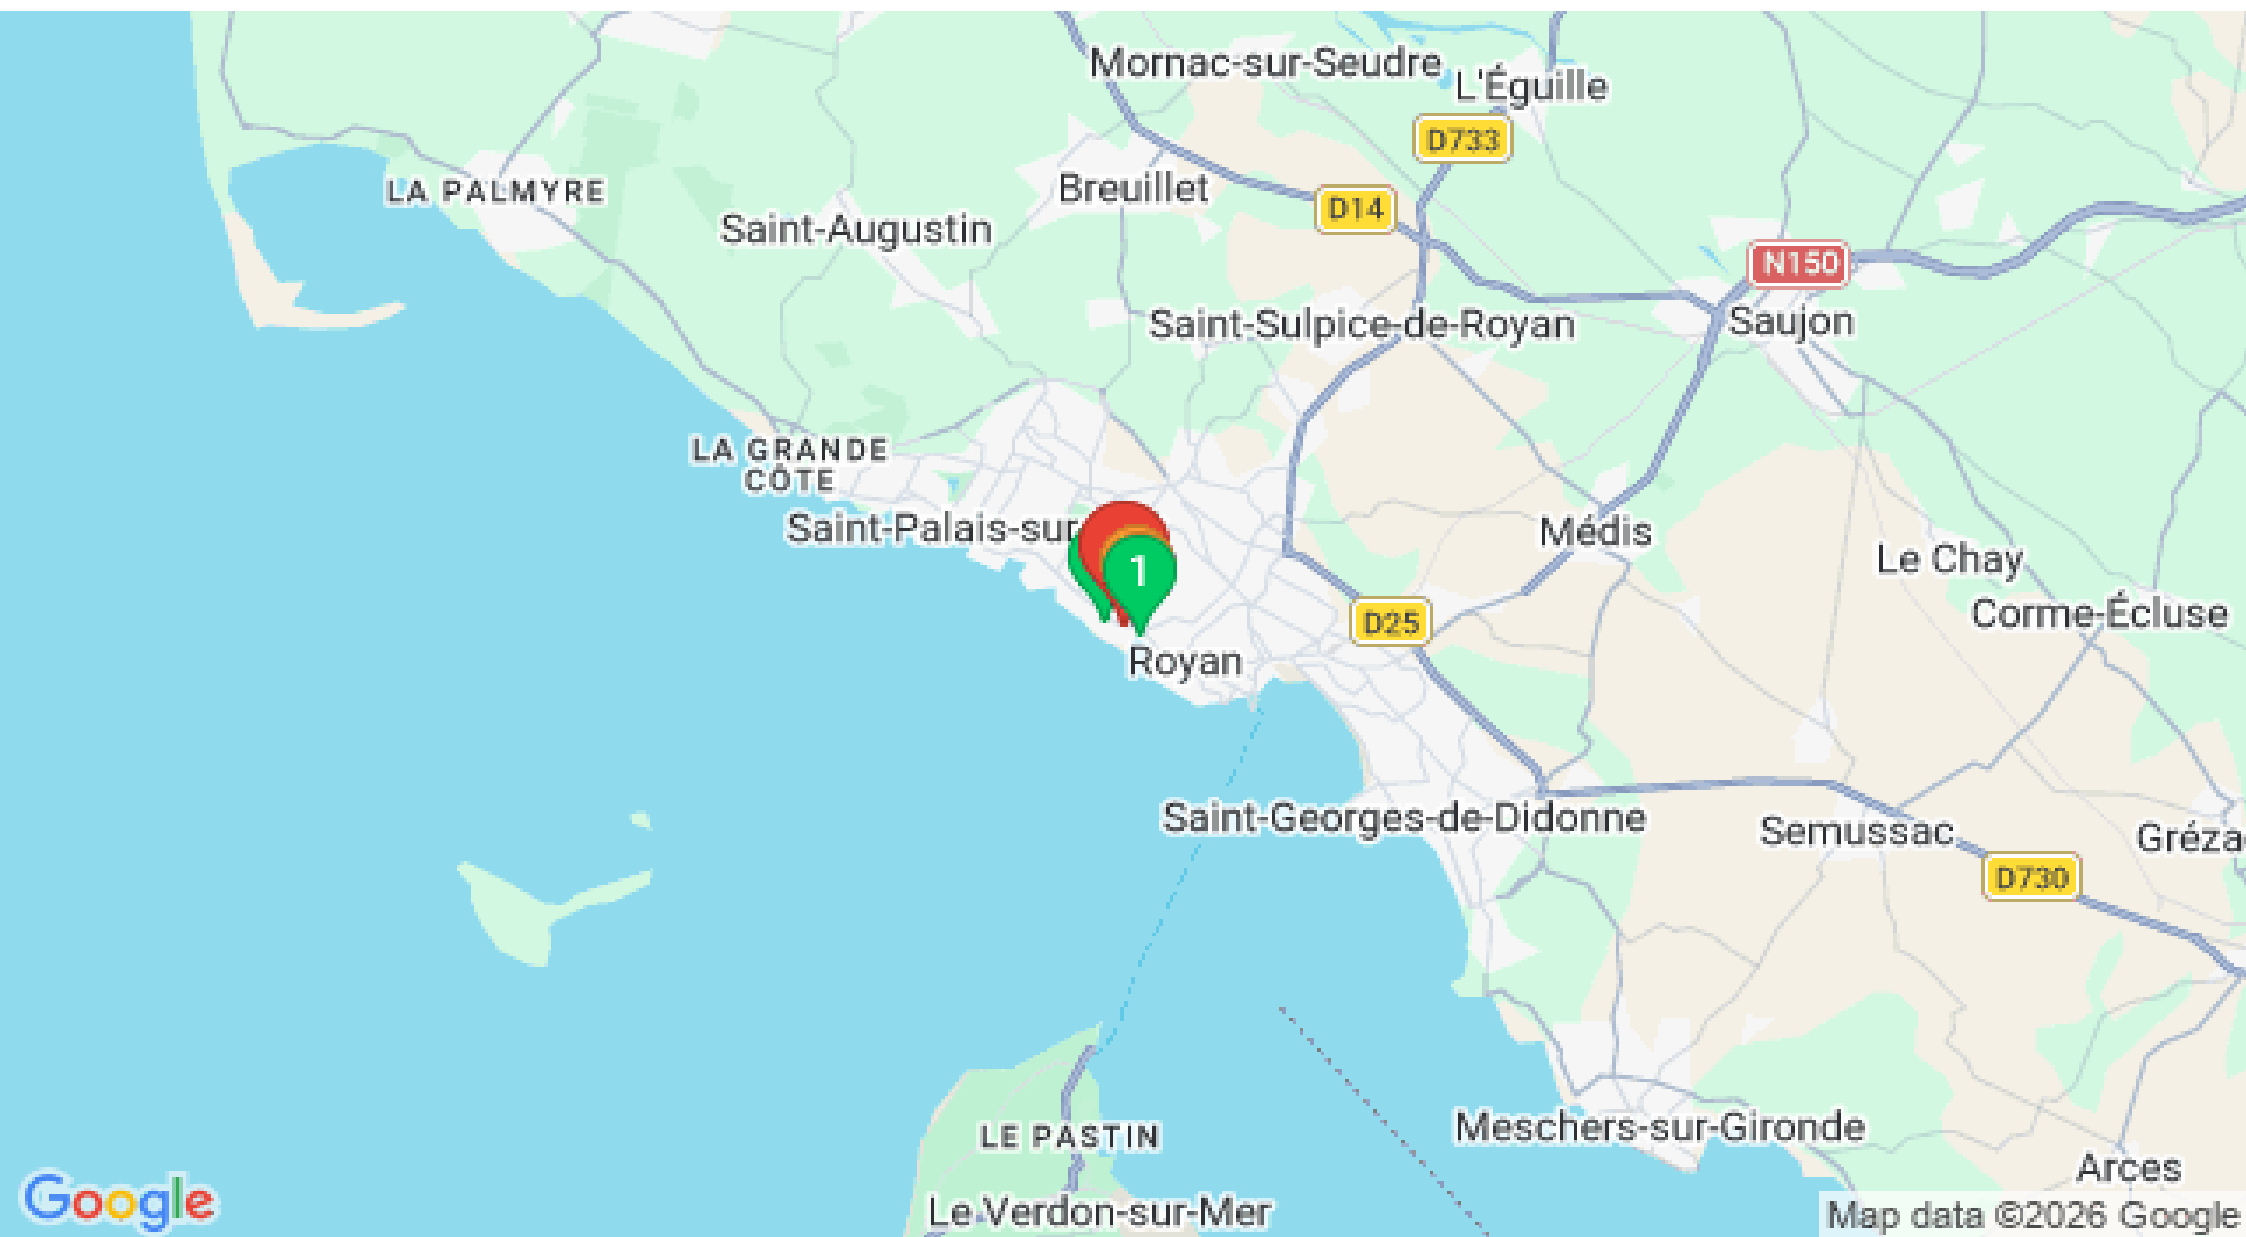 Mornac-sur-Seudre
L'Éguille
D733
LA PALMYRE
Breuillet
D14
Saint-Augustin
N150
Saint-Sulpice-de-Royan
Saujon
LA GRANDE
CÔTE
Saint-Palais-sur
Médis
1
Le Chay
D25
Corme-Écluse
Royan
Saint-Georges-de-Didonne
Semussac
Gréza
D730
LE PASTIN
Meschers-sur-Gironde
Arces
Google
Le Verdon-sur-Mer
Map data ©2026 Google